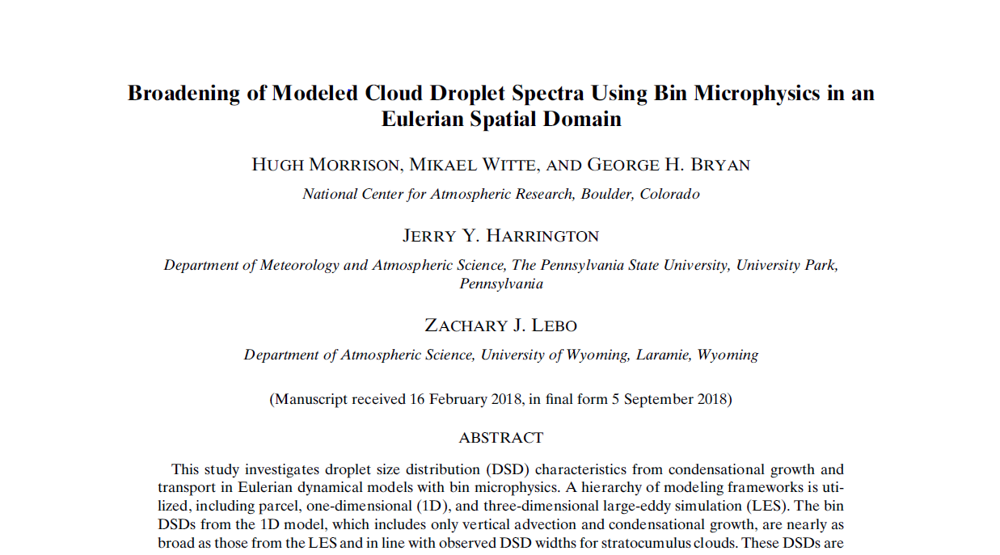 Broadening of Modeled Cloud Droplet Spectra Using Bin Microphysics in an
Eulerian Spatial Domain
HUGH MORRISON, MIKAEL WITTE, AND GEORGE H. BRYAN
National Center for Atmospheric Research, Boulder, Colorado
JERRY Y. HARRINGTON
Department of Meteorology and Atmospheric Science, The Pennsylvania State University, University Park,
Pennsylvania
ZACHARY J. LEBO
Department of Atmospheric Science, University of Wyoming, Laramie, Wyoming
(Manuscript received 16 February 2018, in final form 5 September 2018)
ABSTRACT
This study investigates droplet size distribution (DSD) characteristics from condensational growth and
transport in Eulerian dynamical models with bin microphysics. A hierarchy of modeling frameworks is uti-
lized, including parcel, one-dimensional (1D), and three-dimensional large-eddy simulation (LES). The bin
DSDs from the 1D model, which includes only vertical advection and condensational growth, are nearly as
broad as those from the LES and in line with observed DSD widths for stratocumulus clouds. These DSDs are